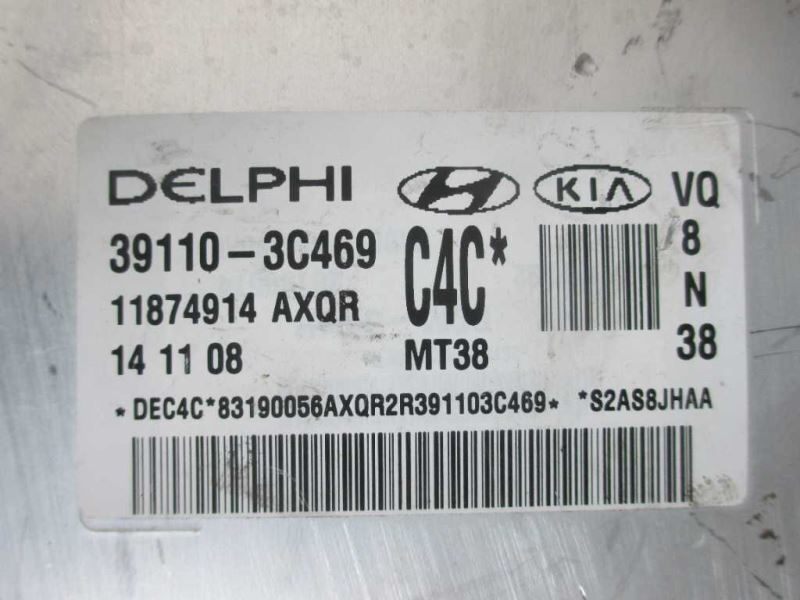 DELPHI KIA VQ
39110-3C469 C4C* 8
11874914 AXQR N
14 11 08 MT38 38
*DEC4C*83190056AXQR2R391103C469* *S2AS8JHAA